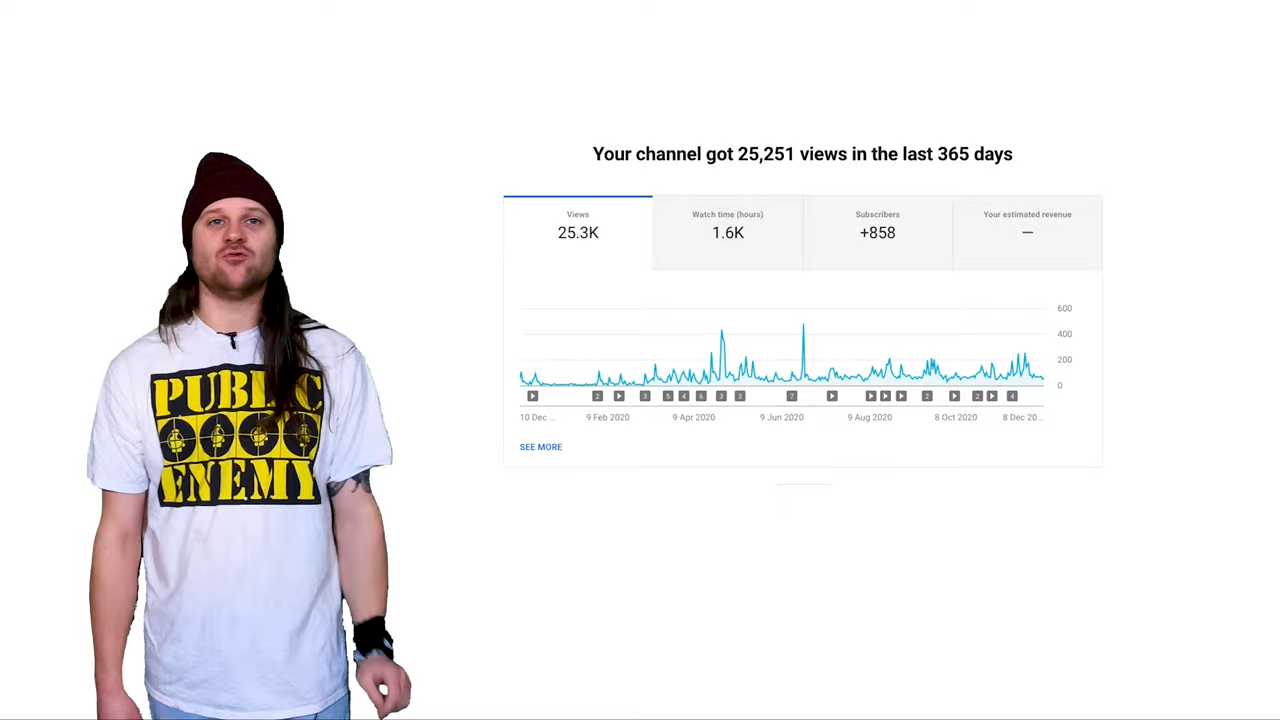 Your channel got 25,251 views in the last 365 days
Views
Watch time (hours)
Subscribers
Your estimated revenue
25.3K
1.6K
+858
—
600
400
200
0
2
3
5
4
6
3
3
7
2
2
4
10 Dec ...
9 Feb 2020
9 Apr 2020
9 Jun 2020
9 Aug 2020
8 Oct 2020
8 Dec 20...
SEE MORE
PUBLIC
ENEMY